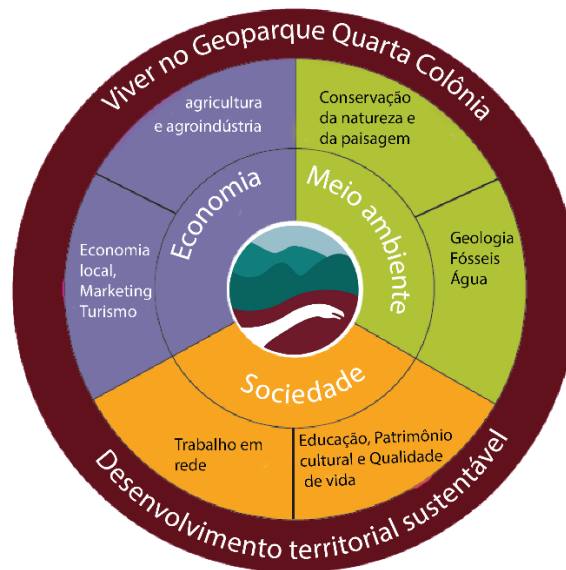 Viver no Geoparque Quarta Colônia
agricultura
e agroindústria
Conservação
da natureza e
da paisagem
Economia
Meio ambiente
Economia
local,
Marketing
Turismo
Geologia
Fósseis
Água
Sociedade
Trabalho em
rede
Educação, Patrimônio
cultural e Qualidade
de vida
Desenvolvimento territorial sustentável